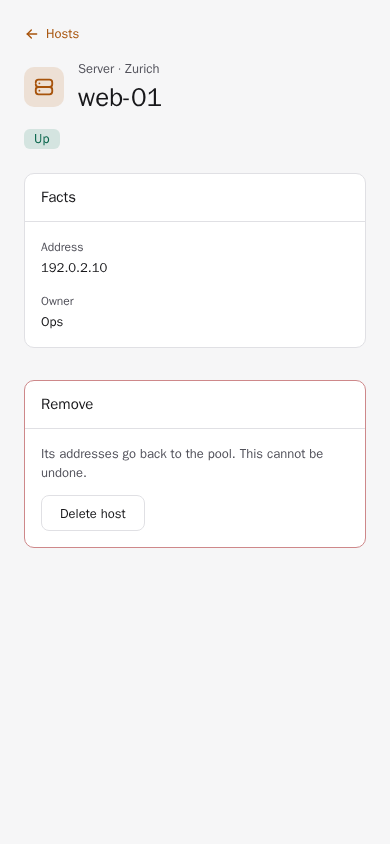 Hosts
Server · Zurich
web-01
Up
Facts
Address
192.0.2.10
Owner
Ops
Remove
Its addresses go back to the pool. This cannot be
undone.
Delete host